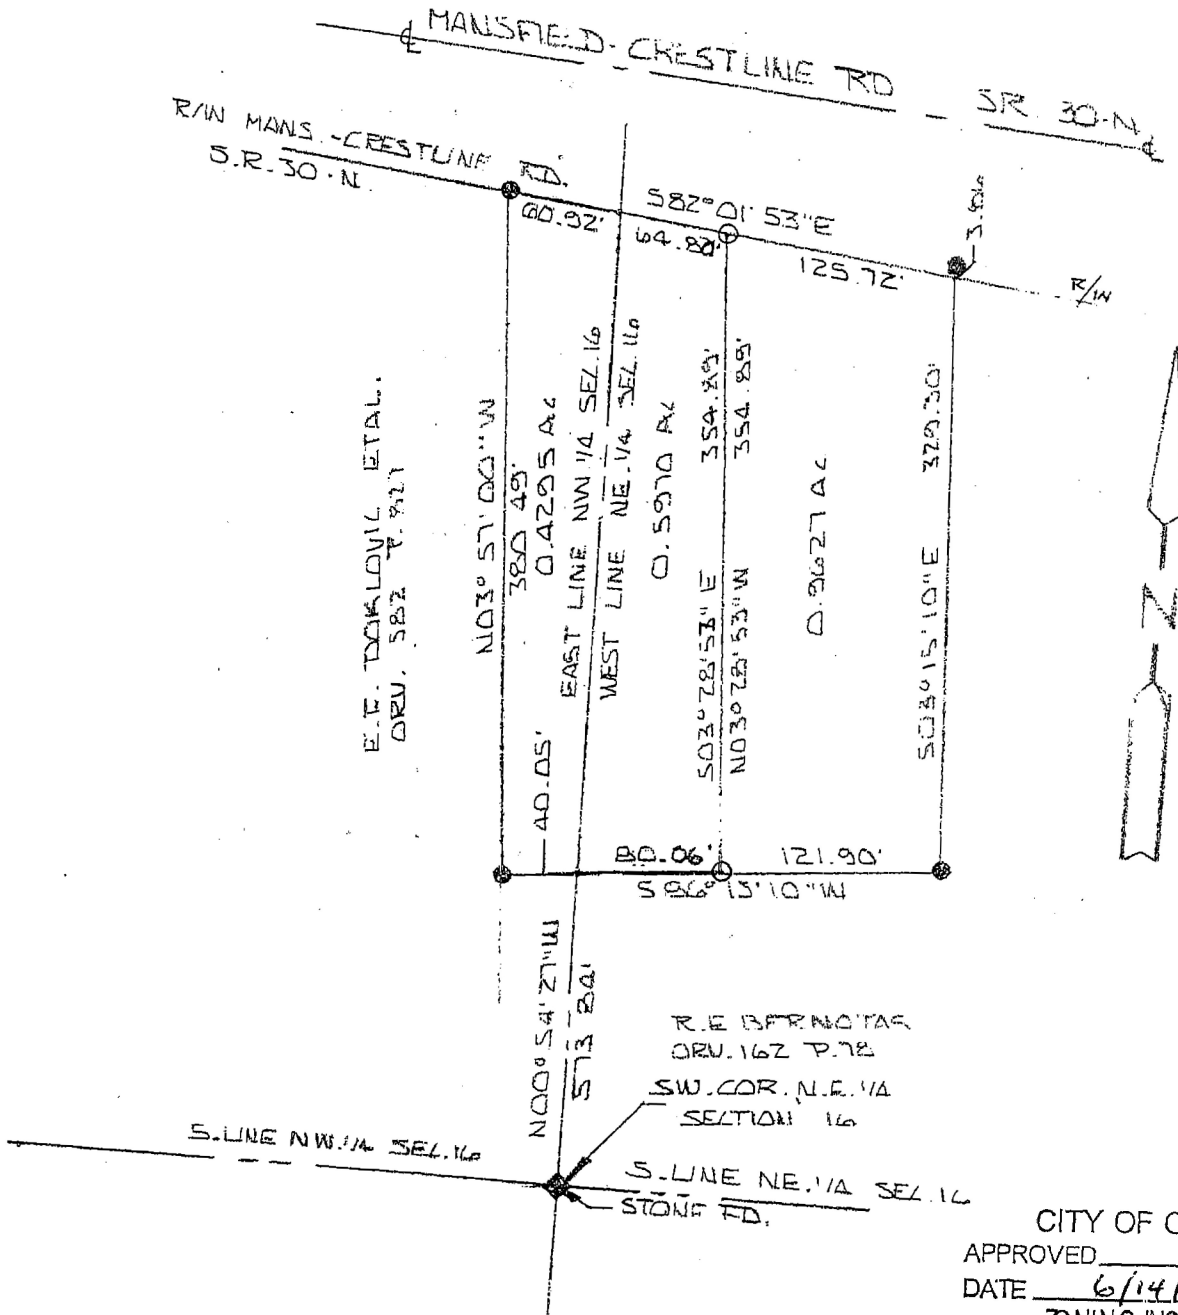 ℄ MANSFIELD-CRESTLINE RD SR. 30-N ℄
R/W MANS.-CRESTLINE RD.
S.R. 30-N.
60.92'
S82°01'53"E
64.80'
125.72'
R/W
E.F. DOKLOVIL ETAL.
ORV. 582 P. 827
N03°57'00"W
380.49'
0.4295 AC
EAST LINE NW.1/4 SEC.16
WEST LINE NE.1/4 SEC.16
0.5970 AC
S03°28'53"E 354.89'
N03°28'53"W 354.89'
0.9627 AC
S03°15'10"E 329.30'
N
40.05'
80.06'
121.90'
S86°15'10"W
N00°54'27"W
573.80'
R.E
ORV. 162 P.78
SW.COR. N.E.1/4
SECTION 16
S.LINE NW.1/4 SEC.16
S.LINE NE.1/4 SEC.16
STONE FD.
CITY OF C
APPROVED
DATE 6/14/